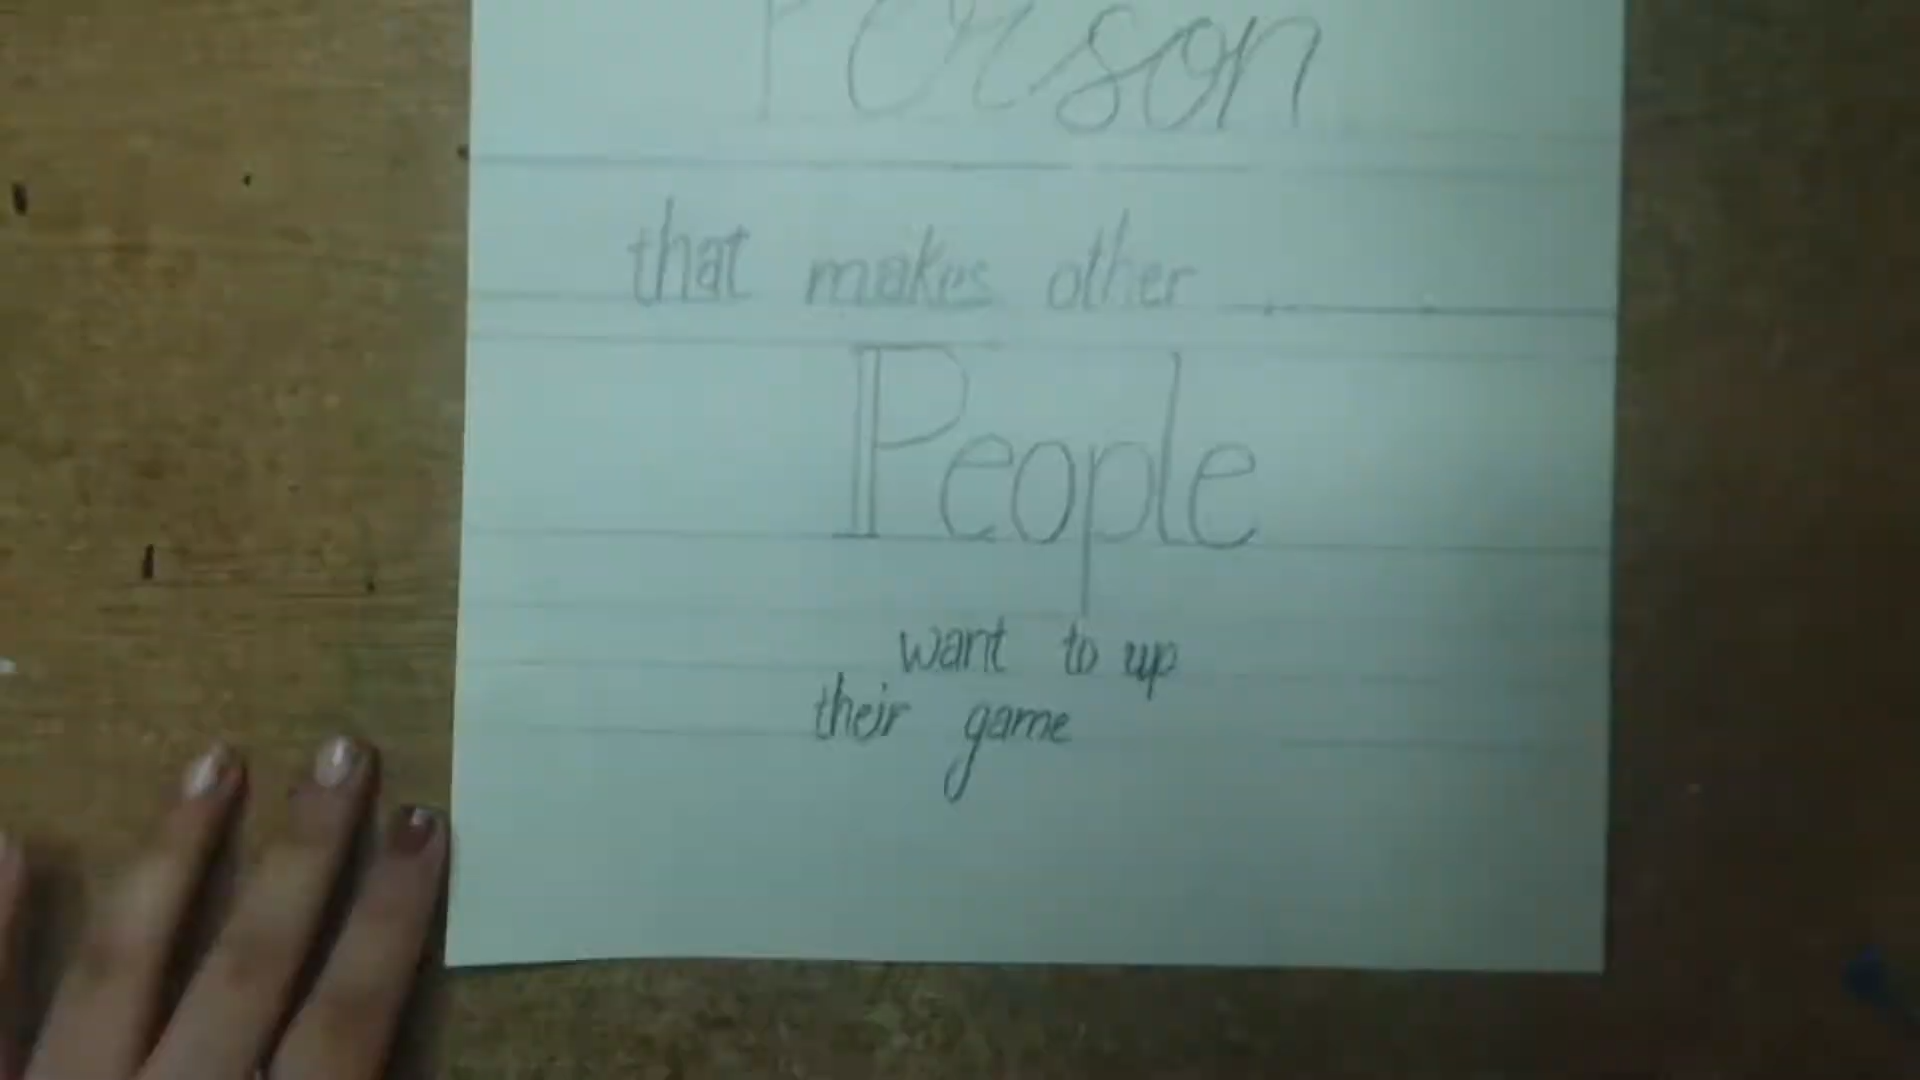 Person
that makes other
People
want to up
their game